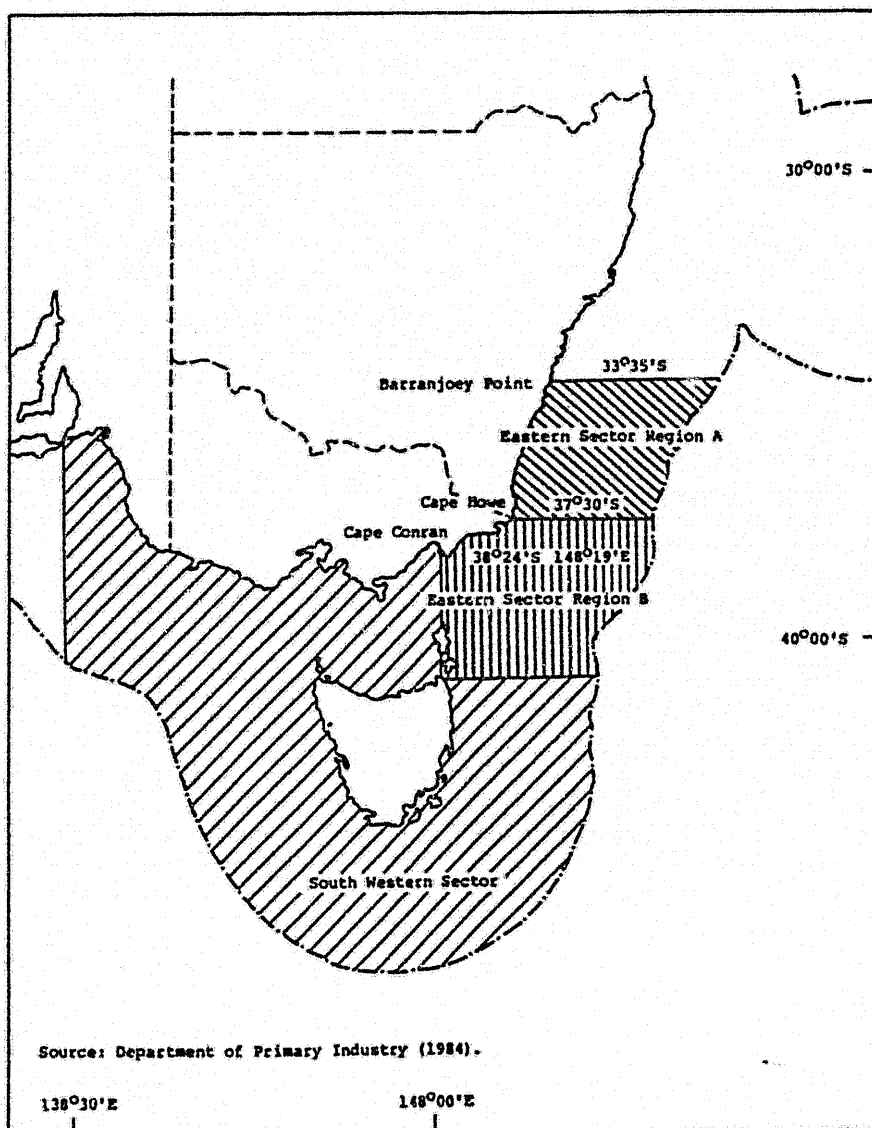 30°00'S
33°35'S
Barranjoey Point
Eastern Sector Region A
Cape Howe
37°30'S
Cape Conran
38°24'S 148°19'E
Eastern Sector Region B
40°00'S
South Western Sector
Source: Department of Primary Industry (1984).
138°30'E
148°00'E